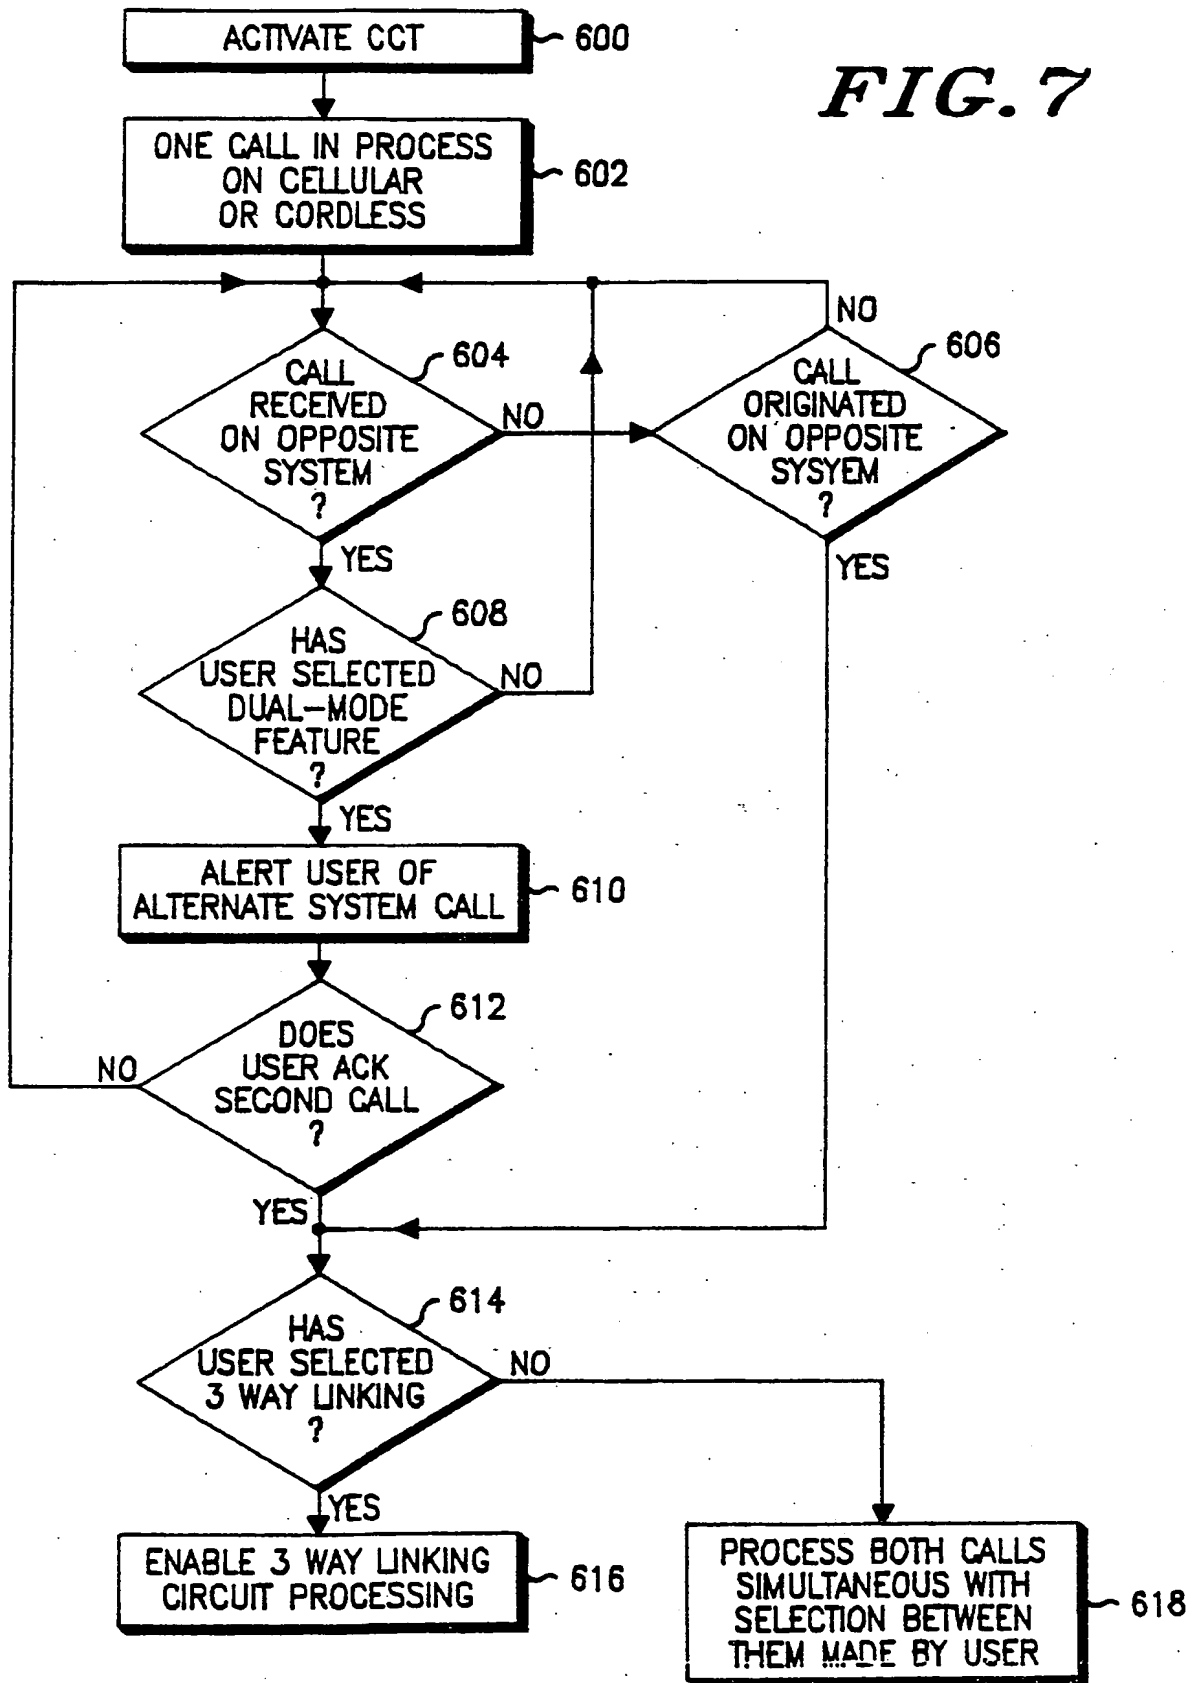 ACTIVATE CCT
600
FIG. 7
ONE CALL IN PROCESS
ON CELLULAR
OR CORDLESS
602
NO
604
606
CALL
RECEIVED
ON OPPOSITE
SYSTEM
?
NO
CALL
ORIGINATED
ON OPPOSITE
SYSYEM
?
YES
YES
608
HAS
USER SELECTED
DUAL-MODE
FEATURE
?
NO
YES
ALERT USER OF
ALTERNATE SYSTEM CALL
610
612
DOES
USER ACK
SECOND CALL
?
NO
YES
614
HAS
USER SELECTED
3 WAY LINKING
?
NO
YES
ENABLE 3 WAY LINKING
CIRCUIT PROCESSING
616
PROCESS BOTH CALLS
SIMULTANEOUS WITH
SELECTION BETWEEN
THEM MADE BY USER
618